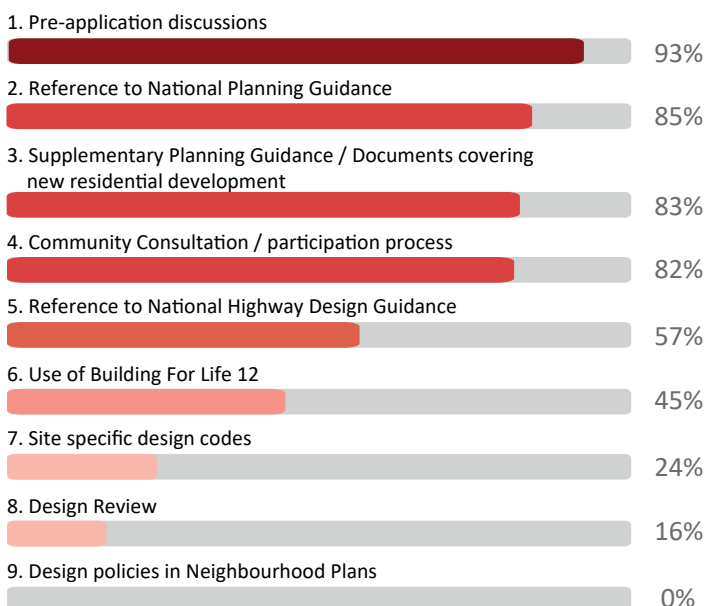 1. Pre-application discussions
93%
2. Reference to National Planning Guidance
85%
3. Supplementary Planning Guidance / Documents covering
new residential development
83%
4. Community Consultation / participation process
82%
5. Reference to National Highway Design Guidance
57%
6. Use of Building For Life 12
45%
7. Site specific design codes
24%
8. Design Review
16%
9. Design policies in Neighbourhood Plans
0%